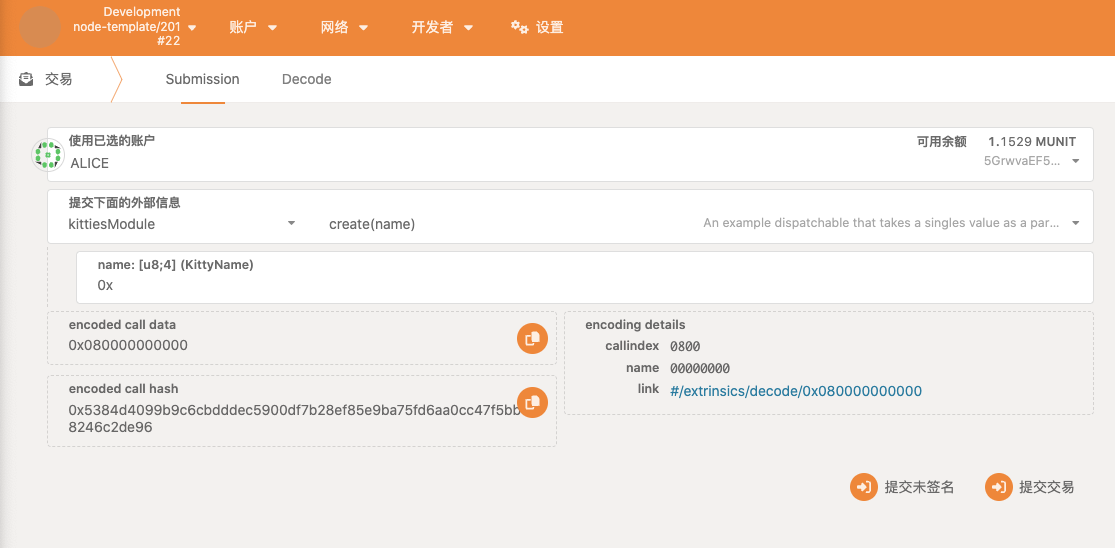 Development
node-template/201
#22
账户
网络
开发者
设置
交易
Submission
Decode
使用已选的账户
ALICE
可用余额
1.1529 MUNIT
5GrwvaEF5...
提交下面的外部信息
kittiesModule
create(name)
An example dispatchable that takes a singles value as a par...
name: [u8;4] (KittyName)
0x
encoded call data
0x080000000000
encoded call hash
0x5384d4099b9c6cbdddec5900df7b28ef85e9ba75fd6aa0cc47f5bb
8246c2de96
encoding details
callindex 0800
name 00000000
link #/extrinsics/decode/0x080000000000
提交未签名
提交交易